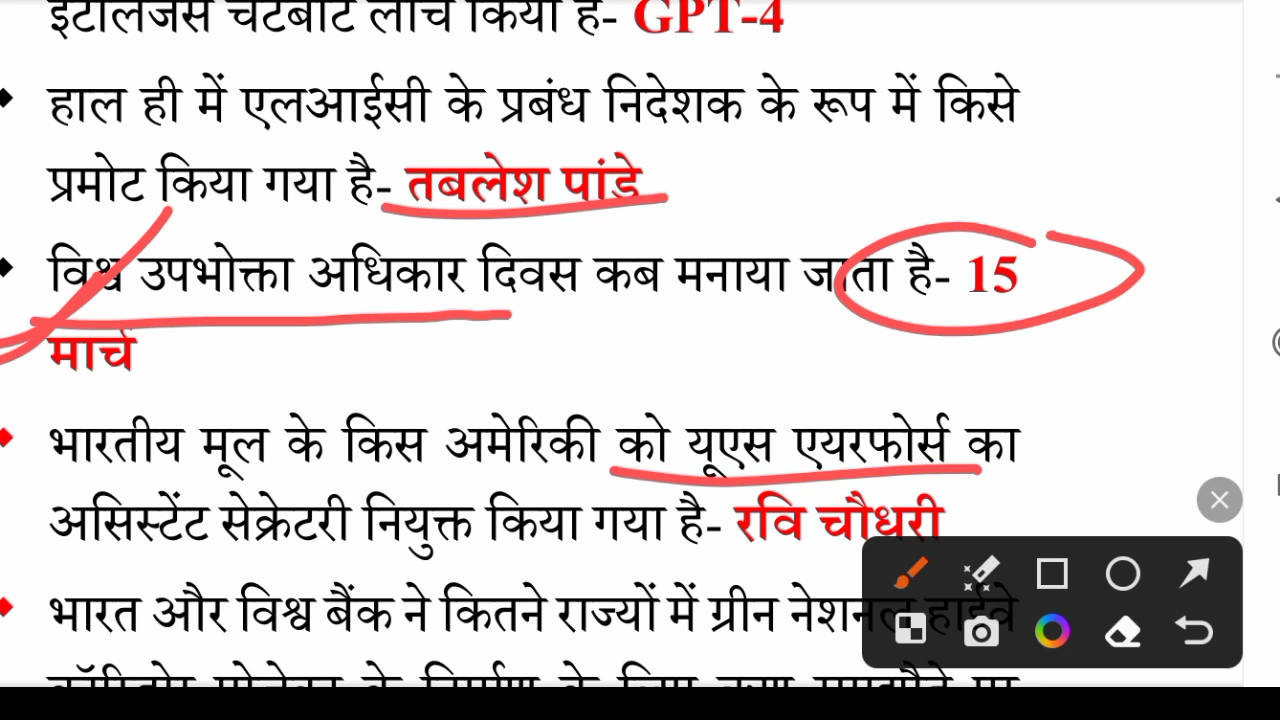 इंटेलिजेंस चैटबॉट लॉंच किया है- GPT-4
हाल ही में एलआईसी के प्रबंध निदेशक के रूप में किसे
प्रमोट किया गया है- तबलेश पांडे
विश्व उपभोक्ता अधिकार दिवस कब मनाया जाता है- 15
मार्च
भारतीय मूल के किस अमेरिकी को यूएस एयरफोर्स का
असिस्टेंट सेक्रेटरी नियुक्त किया गया है- रवि चौधरी
भारत और विश्व बैंक ने कितने राज्यों में ग्रीन नेशनल हाईवे